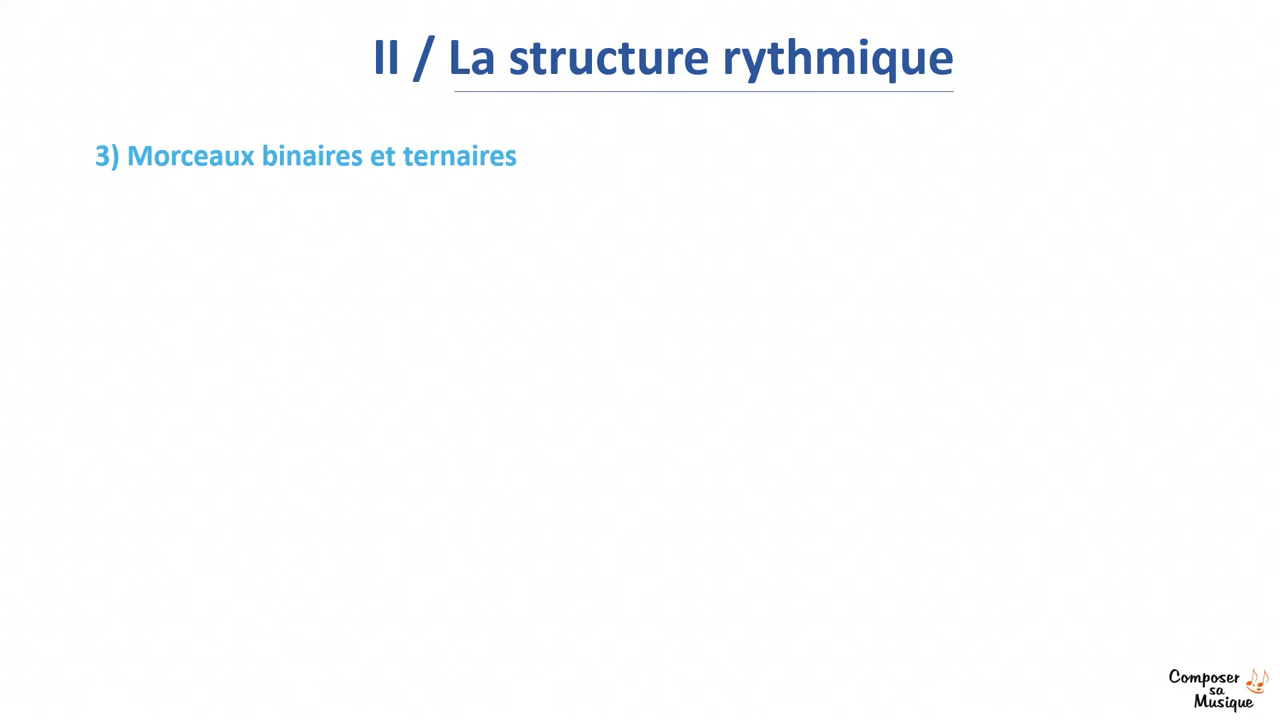 II / La structure rythmique
3) Morceaux binaires et ternaires
Composer
sa
Musique